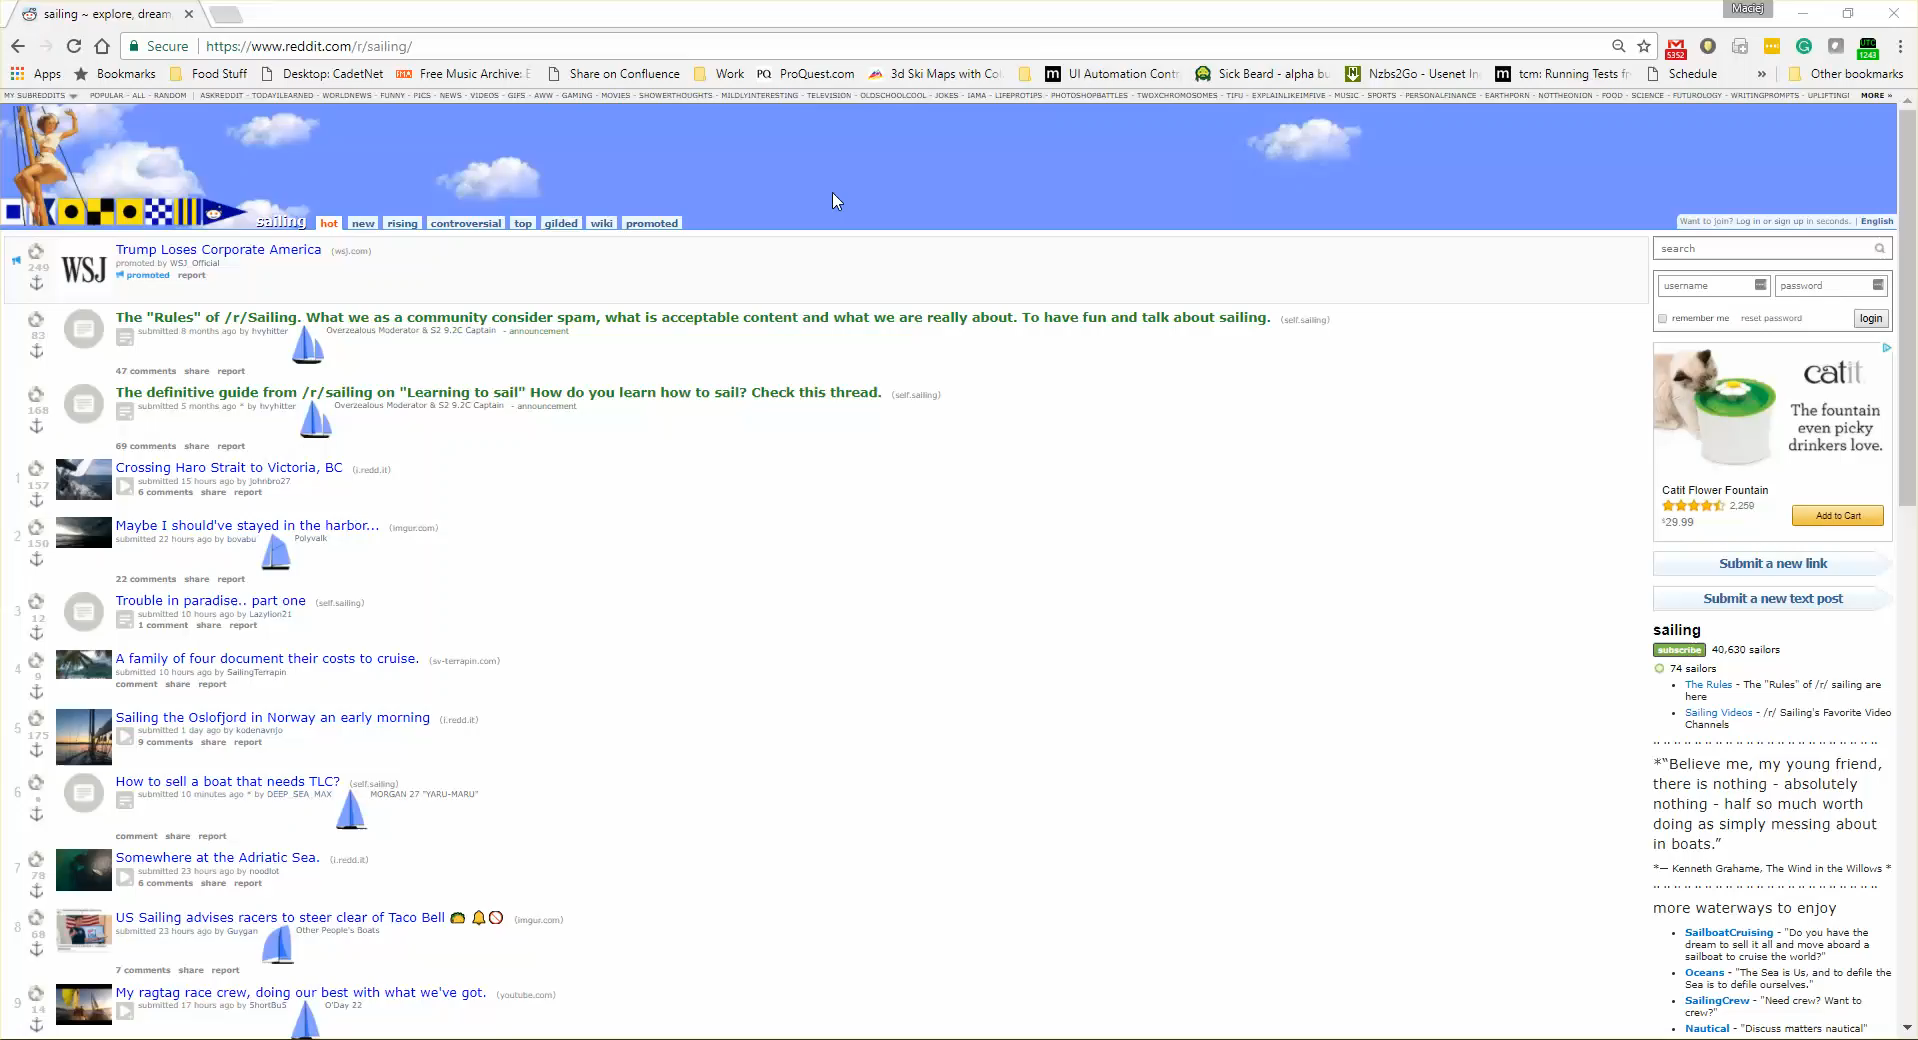 sailing ~ explore, dream
Maciej
Secure
https://www.reddit.com/r/sailing/
5352
UTC
1243
Apps
Bookmarks
Food Stuff
Desktop: CadetNet
Free Music Archive: E
Share on Confluence
Work
PQ ProQuest.com
3d Ski Maps with Co
UI Automation Contr
Sick Beard - alpha bu
Nzbs2Go - Usenet In
tcm: Running Tests fr
Schedule
»
Other bookmarks
MY SUBREDDITS POPULAR - ALL - RANDOM | ASKREDDIT - TODAYILEARNED - WORLDNEWS - FUNNY - PICS - NEWS - VIDEOS - GIFS - AWW - GAMING - MOVIES - SHOWERTHOUGHTS - MILDLYINTERESTING - TELEVISION - OLDSCHOOLCOOL - JOKES - IAMA - LIFEPROTIPS - PHOTOSHOPBATTLES - TWOXCHROMOSOMES - TIFU - EXPLAINLIKEIMFIVE - MUSIC - SPORTS - PERSONALFINANCE - EARTHPORN - NOTTHEONION - FOOD - SCIENCE - FUTUROLOGY - WRITINGPROMPTS - UPLIFTING MORE »
sailing hot new rising controversial top gilded wiki promoted
Want to join? Log in or sign up in seconds. | English
249
WSJ
Trump Loses Corporate America (wsj.com)
promoted by WSJ_Official
promoted report
83
The "Rules" of /r/Sailing. What we as a community consider spam, what is acceptable content and what we are really about. To have fun and talk about sailing. (self.sailing)
submitted 8 months ago by hvyhitter Overzealous Moderator & S2 9.2C Captain - announcement
47 comments share report
168
The definitive guide from /r/sailing on "Learning to sail" How do you learn how to sail? Check this thread. (self.sailing)
submitted 5 months ago * by hvyhitter Overzealous Moderator & S2 9.2C Captain - announcement
69 comments share report
1
157
Crossing Haro Strait to Victoria, BC (i.redd.it)
submitted 15 hours ago by johnbro27
6 comments share report
2
150
Maybe I should've stayed in the harbor... (imgur.com)
submitted 22 hours ago by bovabu Polyvalk
22 comments share report
3
12
Trouble in paradise.. part one (self.sailing)
submitted 10 hours ago by Lazylion21
1 comment share report
4
9
A family of four document their costs to cruise. (sv-terrapin.com)
submitted 10 hours ago by SailingTerrapin
comment share report
5
175
Sailing the Oslofjord in Norway an early morning (i.redd.it)
submitted 1 day ago by kodenavnjo
9 comments share report
6
•
How to sell a boat that needs TLC? (self.sailing)
submitted 10 minutes ago * by DEEP_SEA_MAX MORGAN 27 "YARU-MARU"
comment share report
7
78
Somewhere at the Adriatic Sea. (i.redd.it)
submitted 23 hours ago by noodlot
6 comments share report
8
68
US Sailing advises racers to steer clear of Taco Bell 🌮 🔔🚫 (imgur.com)
submitted 23 hours ago by Guygan Other People's Boats
7 comments share report
9
14
My ragtag race crew, doing our best with what we've got. (youtube.com)
submitted 17 hours ago by ShortBuS O'Day 22
search
username
password
remember me reset password login
catit
The fountain
even picky
drinkers love.
Catit Flower Fountain
2,259
$29.99
Add to Cart
Submit a new link
Submit a new text post
sailing
subscribe 40,630 sailors
74 sailors
• The Rules - The "Rules" of /r/ sailing are
here
• Sailing Videos - /r/ Sailing's Favorite Video
Channels
*“Believe me, my young friend,
there is nothing - absolutely
nothing - half so much worth
doing as simply messing about
in boats.”
*— Kenneth Grahame, The Wind in the Willows *
more waterways to enjoy
• SailboatCruising - "Do you have the
dream to sell it all and move aboard a
sailboat to cruise the world?"
• Oceans - "The Sea is Us, and to defile the
Sea is to defile ourselves."
• SailingCrew - "Need crew? Want to
crew?"
• Nautical - "Discuss matters nautical"